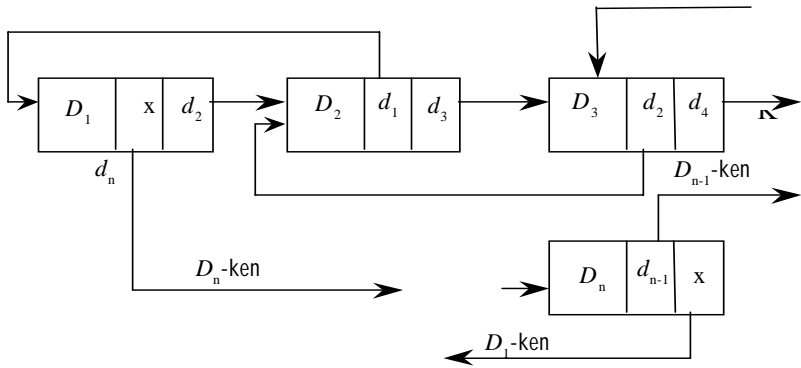 D₁ x d₂ D₂ d₁ d₃ D₃ d₂ d₄
dₙ
Dₙ₋₁-ken
Dₙ-ken
Dₙ dₙ₋₁ x
D₁-ken